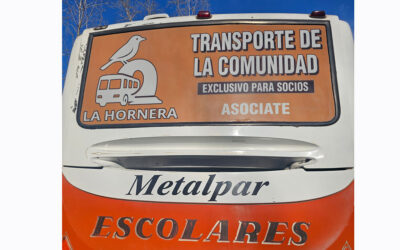 TRANSPORTE DE
LA COMUNIDAD
EXCLUSIVO PARA SOCIOS
ASOCIATE
LA HORNERA
Metalpar
ESCOLARES